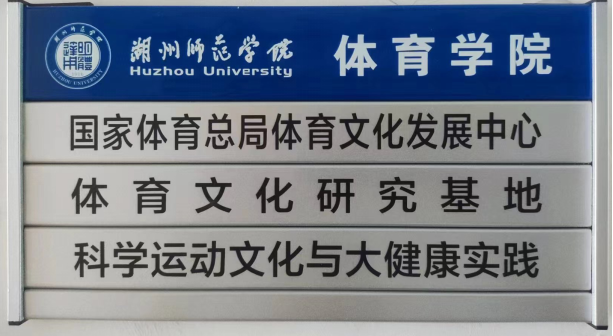 湖州师范学院 体育学院
Huzhou University
国家体育总局体育文化发展中心
体育文化研究基地
科学运动文化与大健康实践